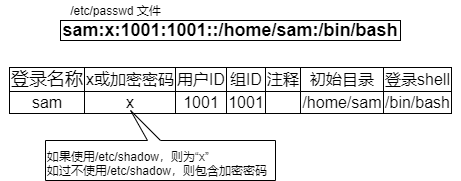 /etc/passwd 文件
sam:x:1001:1001::/home/sam:/bin/bash
登录名称 x或加密密码 用户ID 组ID 注释 初始目录 登录shell
sam x 1001 1001 /home/sam /bin/bash
如果使用/etc/shadow，则为“x”
如过不使用/etc/shadow，则包含加密密码